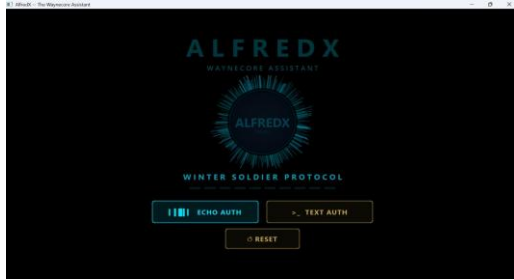 AlfredX — The Waynecore Assistant
ALFREDX
WAYNECORE ASSISTANT
ALFREDX
WINTER SOLDIER PROTOCOL
ECHO AUTH
>_ TEXT AUTH
RESET